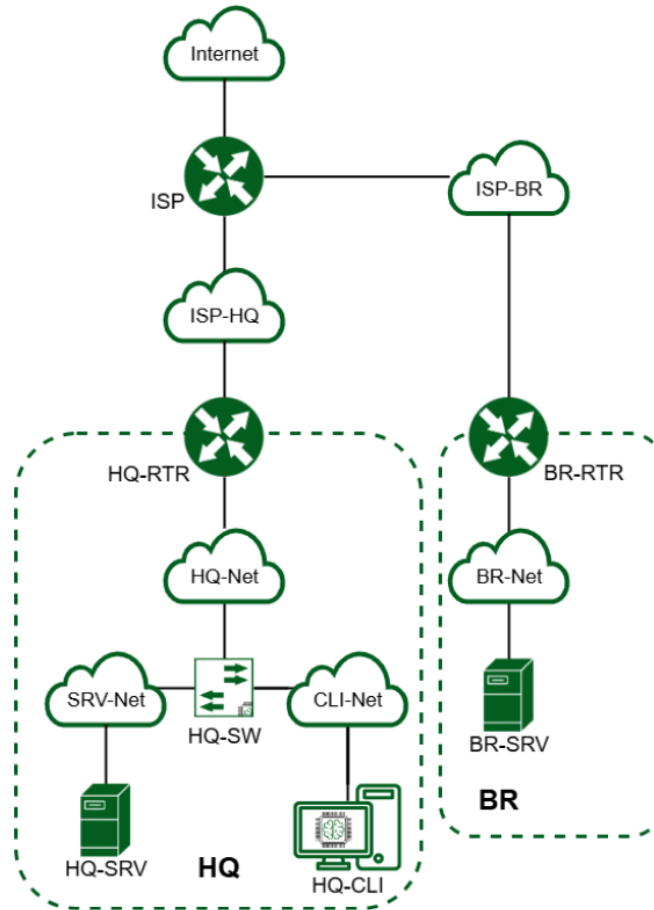 Internet
ISP
ISP-BR
ISP-HQ
HQ-RTR
BR-RTR
HQ-Net
BR-Net
SRV-Net
CLI-Net
HQ-SW
BR-SRV
BR
HQ-SRV
HQ
HQ-CLI